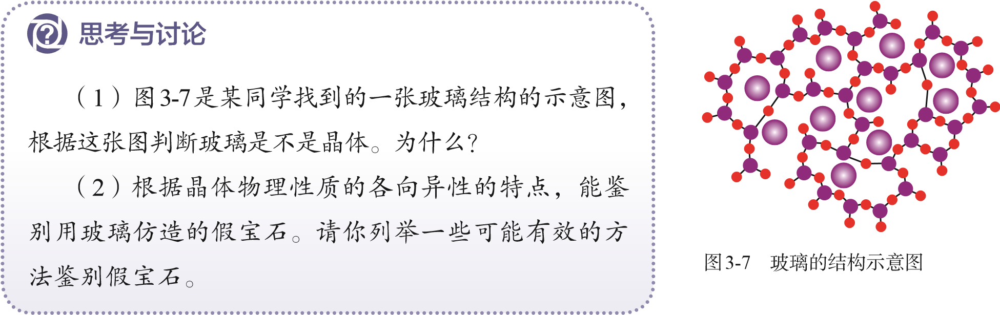 思考与讨论
（1）图3-7是某同学找到的一张玻璃结构的示意图，
根据这张图判断玻璃是不是晶体。为什么？
（2）根据晶体物理性质的各向异性的特点，能鉴
别用玻璃仿造的假宝石。请你列举一些可能有效的方
法鉴别假宝石。
图3-7 玻璃的结构示意图